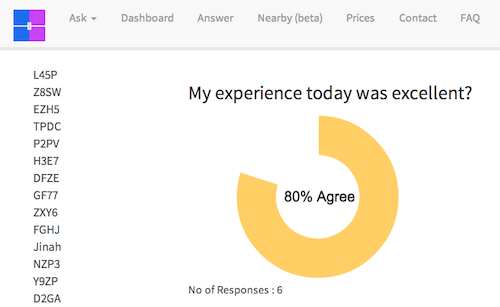 Ask Dashboard Answer Nearby (beta) Prices Contact FAQ
L45P
Z8SW
EZH5
TPDC
P2PV
H3E7
DFZE
GF77
ZXY6
FGHJ
Jinah
NZP3
Y9ZP
D2GA
My experience today was excellent?
80% Agree
No of Responses : 6